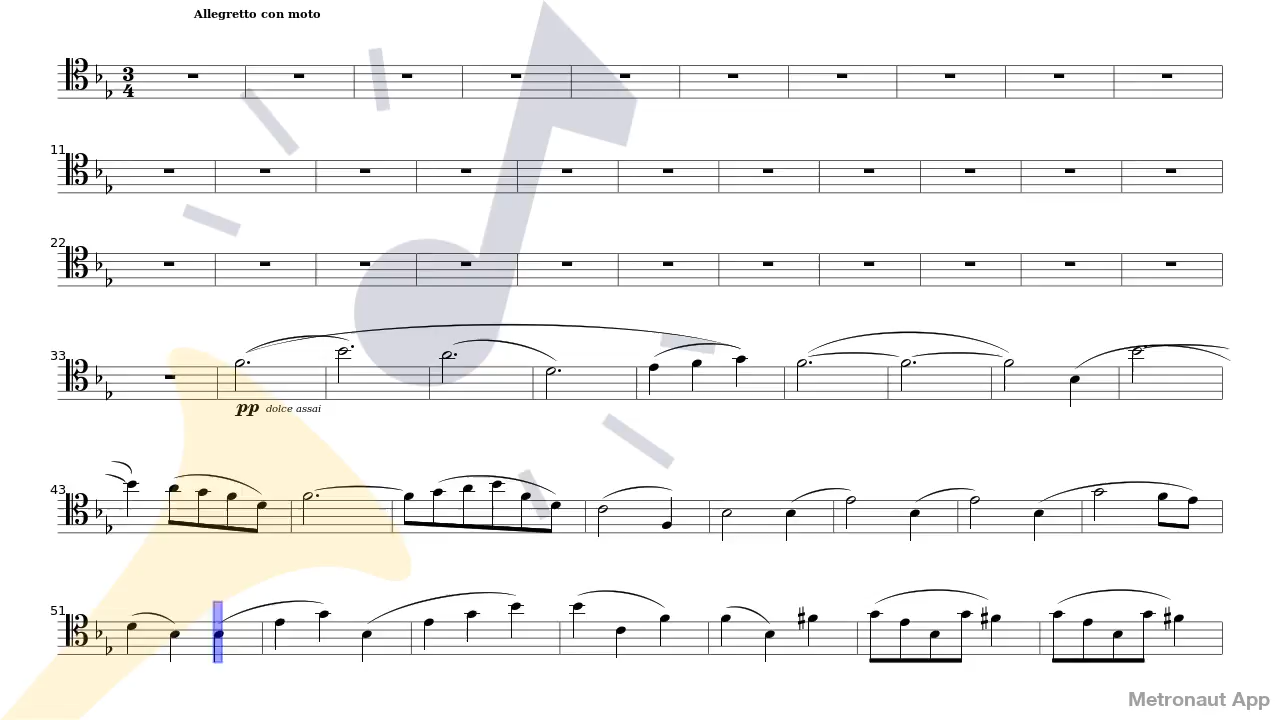 Allegretto con moto
3
4
11
22
33
pp dolce assai
43
51
Metronaut App